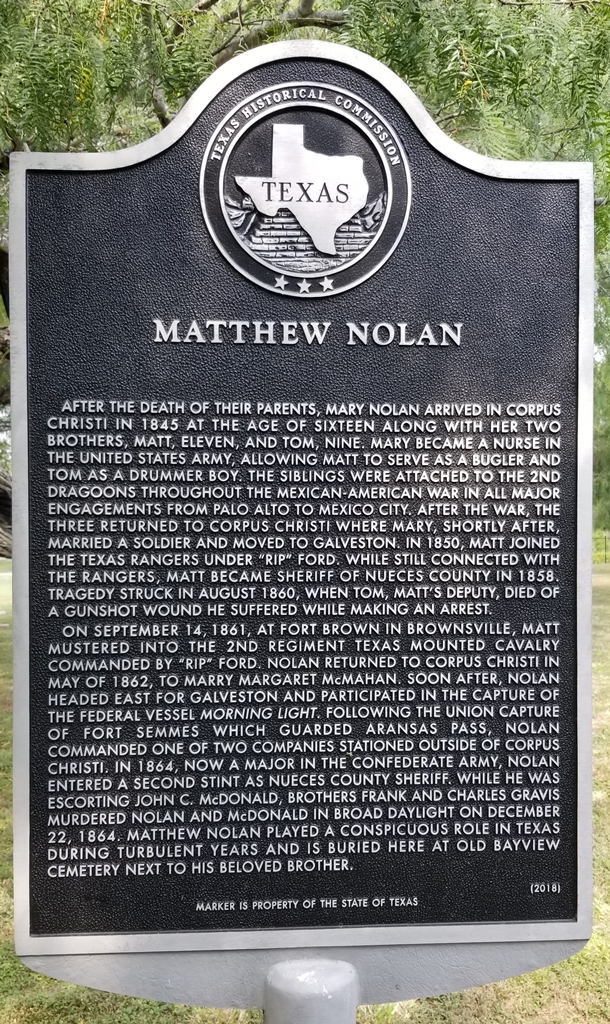 TEXAS HISTORICAL COMMISSION
TEXAS
MATTHEW NOLAN
AFTER THE DEATH OF THEIR PARENTS, MARY NOLAN ARRIVED IN CORPUS
CHRISTI IN 1845 AT THE AGE OF SIXTEEN ALONG WITH HER TWO
BROTHERS, MATT, ELEVEN, AND TOM, NINE. MARY BECAME A NURSE IN
THE UNITED STATES ARMY, ALLOWING MATT TO SERVE AS A BUGLER AND
TOM AS A DRUMMER BOY. THE SIBLINGS WERE ATTACHED TO THE 2ND
DRAGOONS THROUGHOUT THE MEXICAN-AMERICAN WAR IN ALL MAJOR
ENGAGEMENTS FROM PALO ALTO TO MEXICO CITY. AFTER THE WAR, THE
THREE RETURNED TO CORPUS CHRISTI WHERE MARY, SHORTLY AFTER,
MARRIED A SOLDIER AND MOVED TO GALVESTON. IN 1850, MATT JOINED
THE TEXAS RANGERS UNDER "RIP" FORD. WHILE STILL CONNECTED WITH
THE RANGERS, MATT BECAME SHERIFF OF NUECES COUNTY IN 1858.
TRAGEDY STRUCK IN AUGUST 1860, WHEN TOM, MATT'S DEPUTY, DIED OF
A GUNSHOT WOUND HE SUFFERED WHILE MAKING AN ARREST.
ON SEPTEMBER 14, 1861, AT FORT BROWN IN BROWNSVILLE, MATT
MUSTERED INTO THE 2ND REGIMENT TEXAS MOUNTED CAVALRY
COMMANDED BY "RIP" FORD. NOLAN RETURNED TO CORPUS CHRISTI IN
MAY OF 1862, TO MARRY MARGARET McMAHAN. SOON AFTER, NOLAN
HEADED EAST FOR GALVESTON AND PARTICIPATED IN THE CAPTURE OF
THE FEDERAL VESSEL MORNING LIGHT. FOLLOWING THE UNION CAPTURE
OF FORT SEMMES WHICH GUARDED ARANSAS PASS, NOLAN
COMMANDED ONE OF TWO COMPANIES STATIONED OUTSIDE OF CORPUS
CHRISTI. IN 1864, NOW A MAJOR IN THE CONFEDERATE ARMY, NOLAN
ENTERED A SECOND STINT AS NUECES COUNTY SHERIFF. WHILE HE WAS
ESCORTING JOHN C. McDONALD, BROTHERS FRANK AND CHARLES GRAVIS
MURDERED NOLAN AND McDONALD IN BROAD DAYLIGHT ON DECEMBER
22, 1864. MATTHEW NOLAN PLAYED A CONSPICUOUS ROLE IN TEXAS
DURING TURBULENT YEARS AND IS BURIED HERE AT OLD BAYVIEW
CEMETERY NEXT TO HIS BELOVED BROTHER.
(2018)
MARKER IS PROPERTY OF THE STATE OF TEXAS